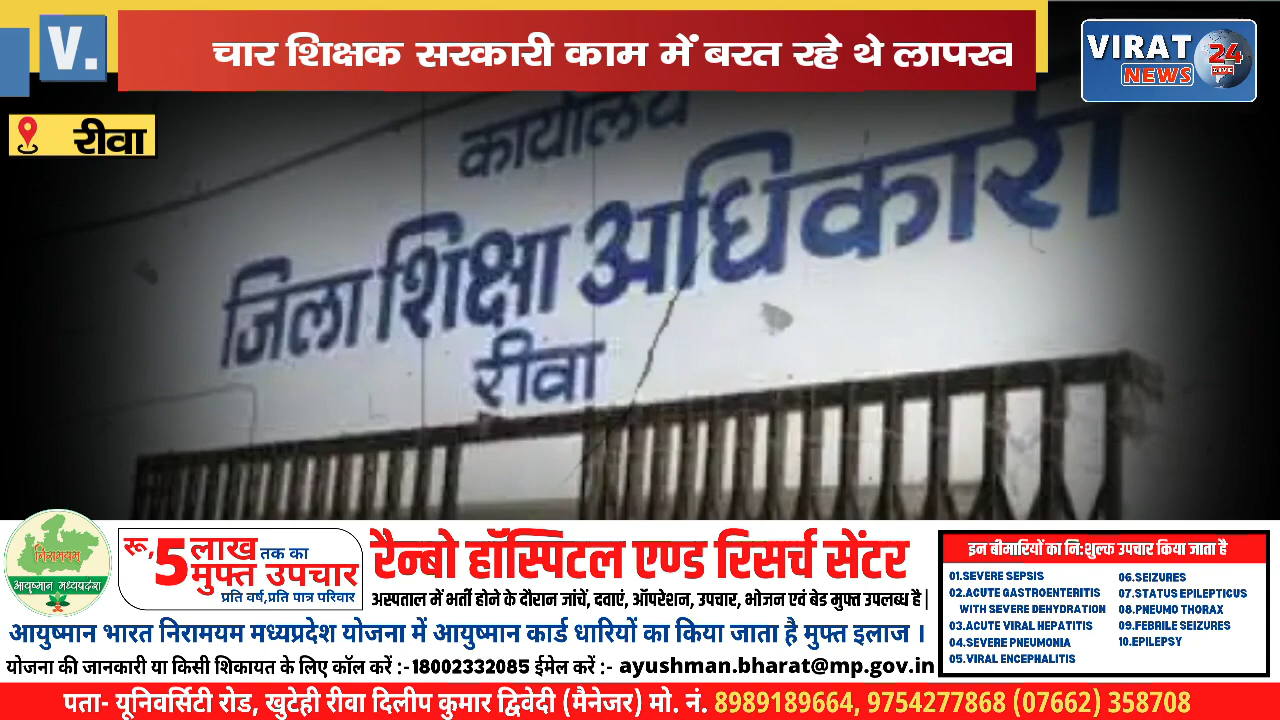 V.
चार शिक्षक सरकारी काम में बरत रहे थे लापरव
VIRAT
NEWS
24
LIVE
रीवा
कार्यालय
जिला शिक्षा अधिकारी
रीवा
निरामयम
आयुष्मान मध्यप्रदेश
रू,5 लाख तक का
मुफ्त उपचार
प्रति वर्ष,प्रति पात्र परिवार
रैन्बो हॉस्पिटल एण्ड रिसर्च सेंटर
अस्पताल में भर्ती होने के दौरान जांचें, दवाएं, ऑपरेशन, उपचार, भोजन एवं बेड मुफ्त उपलब्ध है |
आयुष्मान भारत निरामयम मध्यप्रदेश योजना में आयुष्मान कार्ड धारियों का किया जाता है मुफ्त इलाज ।
योजना की जानकारी या किसी शिकायत के लिए कॉल करें :-18002332085 ईमेल करें :- ayushman.bharat@mp.gov.in
इन बीमारियों का नि:शुल्क उपचार किया जाता है
01.SEVERE SEPSIS
02.ACUTE GASTROENTERITIS
WITH SEVERE DEHYDRATION
03.ACUTE VIRAL HEPATITIS
04.SEVERE PNEUMONIA
05.VIRAL ENCEPHALITIS
06.SEIZURES
07.STATUS EPILEPTICUS
08.PNEUMO THORAX
09.FEBRILE SEIZURES
10.EPILEPSY
पता- यूनिवर्सिटी रोड, खुटेही रीवा दिलीप कुमार द्विवेदी (मैनेजर) मो. नं. 8989189664, 9754277868 (07662) 358708